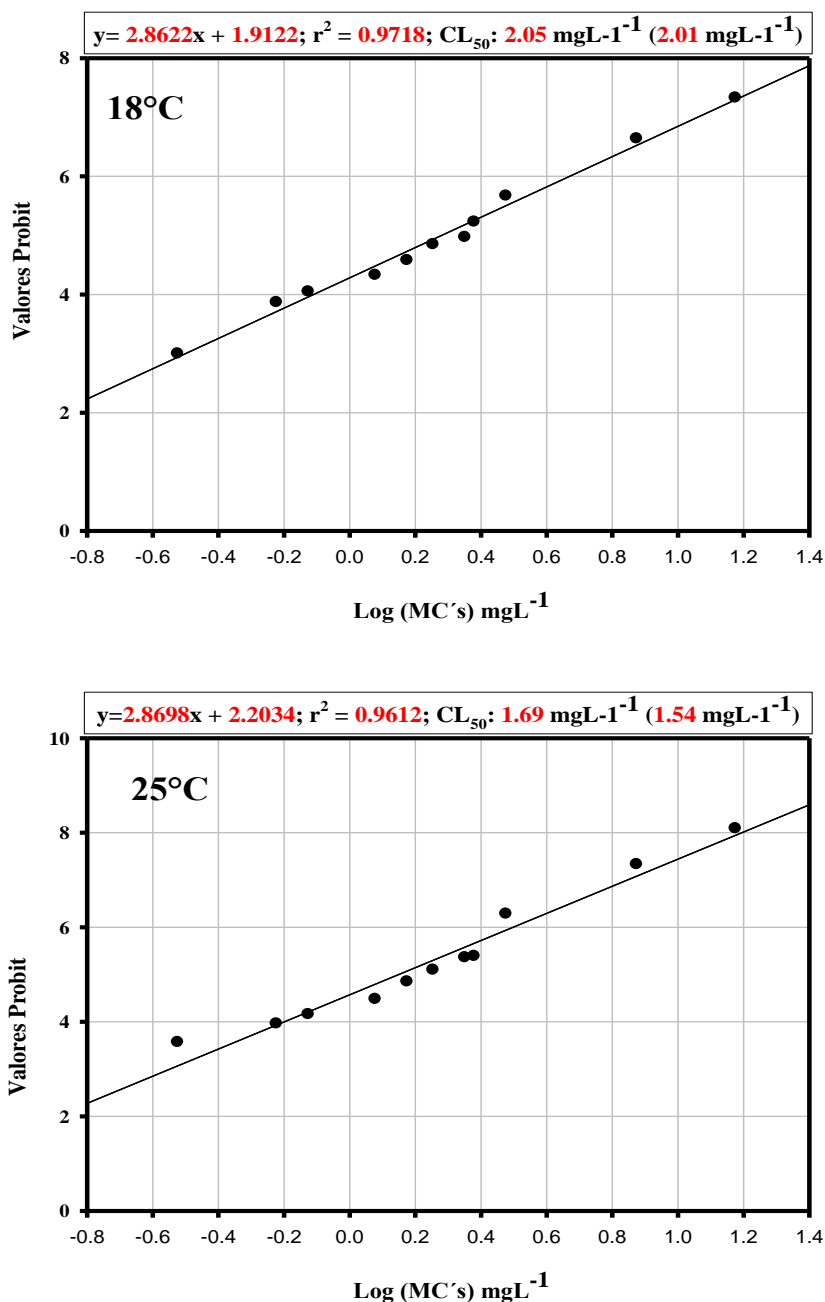 y= 2.8622x + 1.9122; r² = 0.9718; CL₅₀: 2.05 mgL-1⁻¹ (2.01 mgL-1⁻¹)
8
18°C
6
Valores Probit
4
2
0
-0.8 -0.6 -0.4 -0.2 0.0 0.2 0.4 0.6 0.8 1.0 1.2 1.4
Log (MC´s) mgL⁻¹
y=2.8698x + 2.2034; r² = 0.9612; CL₅₀: 1.69 mgL-1⁻¹ (1.54 mgL-1⁻¹)
10
25°C
8
6
Valores Probit
4
2
0
-0.8 -0.6 -0.4 -0.2 0.0 0.2 0.4 0.6 0.8 1.0 1.2 1.4
Log (MC´s) mgL⁻¹